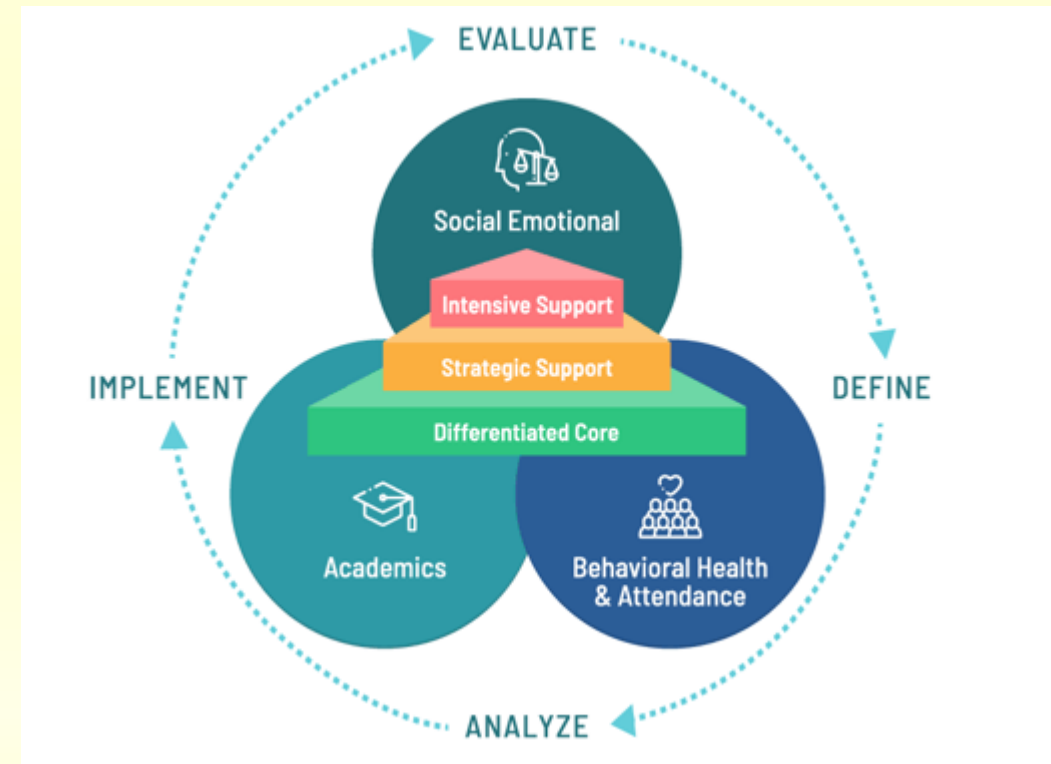 EVALUATE
Social Emotional
Intensive Support
Strategic Support
IMPLEMENT
DEFINE
Differentiated Core
Academics
Behavioral Health
& Attendance
ANALYZE